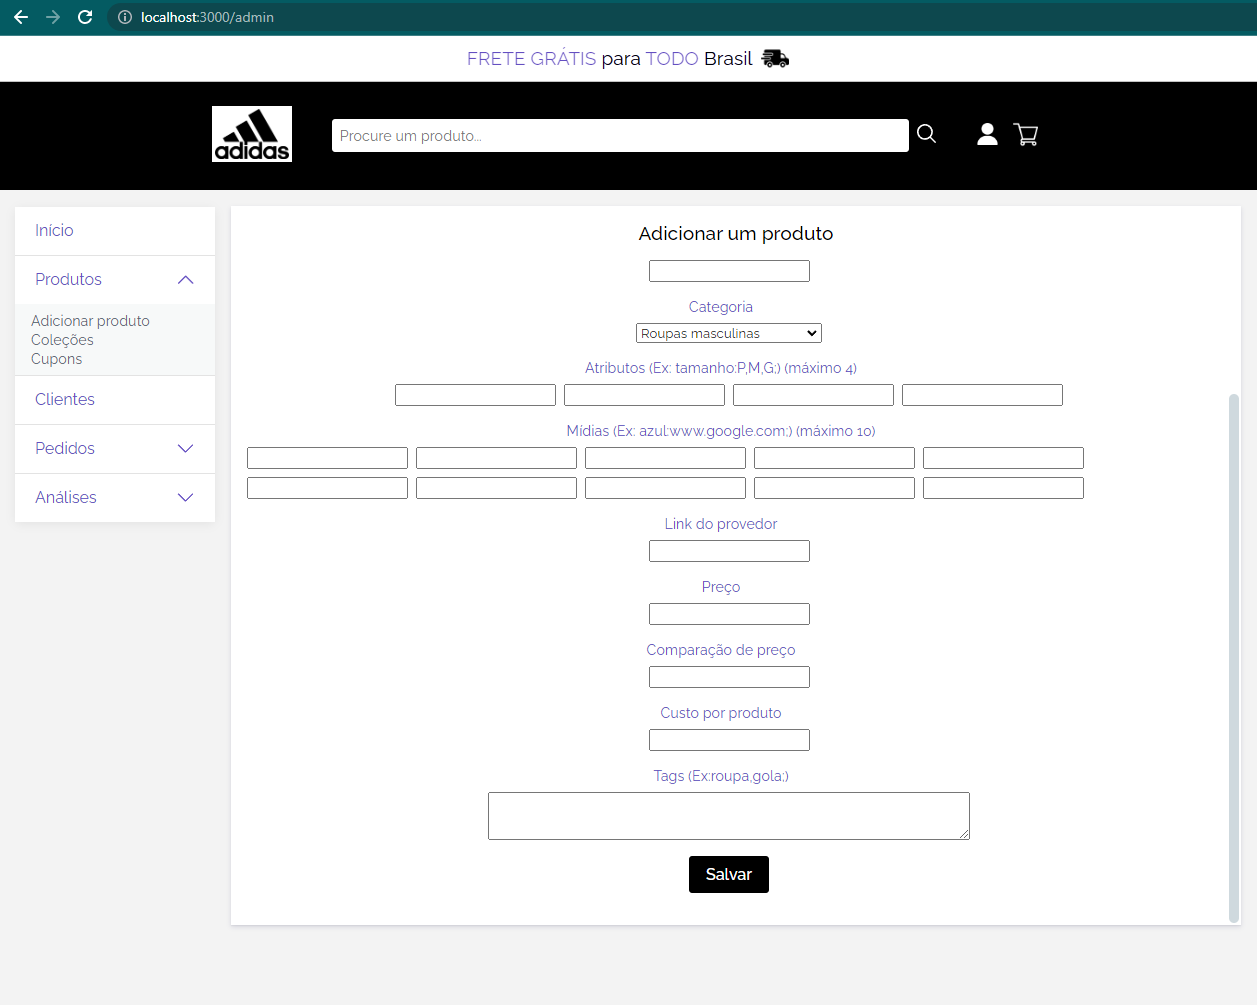 localhost:3000/admin
FRETE GRÁTIS para TODO Brasil
adidas
Procure um produto...
Início
Produtos
Adicionar produto
Coleções
Cupons
Clientes
Pedidos
Análises
Adicionar um produto
Categoria
Roupas masculinas
Atributos (Ex: tamanho:P,M,G;) (máximo 4)
Mídias (Ex: azul:www.google.com;) (máximo 10)
Link do provedor
Preço
Comparação de preço
Custo por produto
Tags (Ex:roupa,gola;)
Salvar